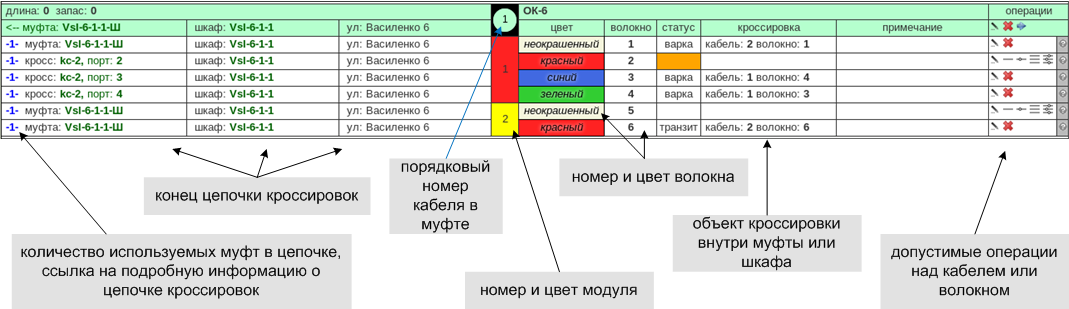 длина: 0 запас: 0 1 ОК-6 операции
<-- муфта: Vsl-6-1-1-Ш шкаф: Vsl-6-1-1 ул: Василенко 6 цвет волокно статус кроссировка примечание
-1- муфта: Vsl-6-1-1-Ш шкаф: Vsl-6-1-1 ул: Василенко 6 1 неокрашенный 1 варка кабель: 2 волокно: 1
-1- кросс: кс-2, порт: 2 шкаф: Vsl-6-1-1 ул: Василенко 6 красный 2
-1- кросс: кс-2, порт: 3 шкаф: Vsl-6-1-1 ул: Василенко 6 синий 3 варка кабель: 1 волокно: 4
-1- кросс: кс-2, порт: 4 шкаф: Vsl-6-1-1 ул: Василенко 6 зеленый 4 варка кабель: 1 волокно: 3
-1- муфта: Vsl-6-1-1-Ш шкаф: Vsl-6-1-1 ул: Василенко 6 2 неокрашенный 5
-1- муфта: Vsl-6-1-1-Ш шкаф: Vsl-6-1-1 ул: Василенко 6 красный 6 транзит кабель: 2 волокно: 6
порядковый
номер
кабеля в
муфте
номер и цвет волокна
конец цепочки кроссировок
объект кроссировки
внутри муфты или
шкафа
количество используемых муфт в цепочке,
ссылка на подробную информацию о
цепочке кроссировок
допустимые операции
над кабелем или
волокном
номер и цвет модуля